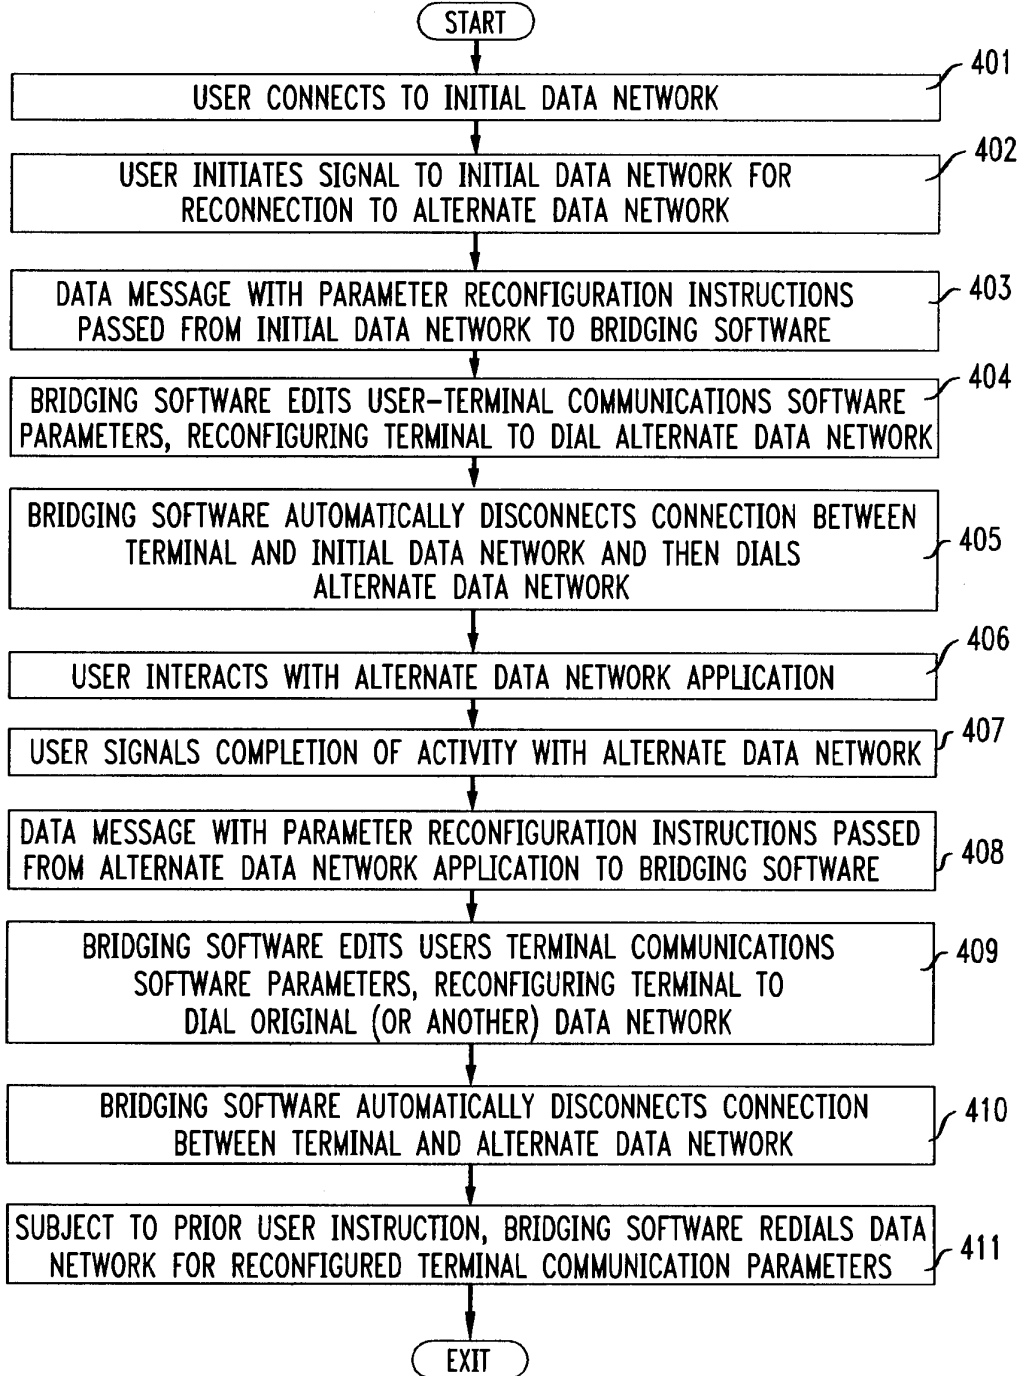 START
401
USER CONNECTS TO INITIAL DATA NETWORK
402
USER INITIATES SIGNAL TO INITIAL DATA NETWORK FOR
RECONNECTION TO ALTERNATE DATA NETWORK
403
DATA MESSAGE WITH PARAMETER RECONFIGURATION INSTRUCTIONS
PASSED FROM INITIAL DATA NETWORK TO BRIDGING SOFTWARE
404
BRIDGING SOFTWARE EDITS USER-TERMINAL COMMUNICATIONS SOFTWARE
PARAMETERS, RECONFIGURING TERMINAL TO DIAL ALTERNATE DATA NETWORK
BRIDGING SOFTWARE AUTOMATICALLY DISCONNECTS CONNECTION BETWEEN
TERMINAL AND INITIAL DATA NETWORK AND THEN DIALS
ALTERNATE DATA NETWORK
405
406
USER INTERACTS WITH ALTERNATE DATA NETWORK APPLICATION
407
USER SIGNALS COMPLETION OF ACTIVITY WITH ALTERNATE DATA NETWORK
DATA MESSAGE WITH PARAMETER RECONFIGURATION INSTRUCTIONS PASSED
FROM ALTERNATE DATA NETWORK APPLICATION TO BRIDGING SOFTWARE
408
BRIDGING SOFTWARE EDITS USERS TERMINAL COMMUNICATIONS
SOFTWARE PARAMETERS, RECONFIGURING TERMINAL TO
DIAL ORIGINAL (OR ANOTHER) DATA NETWORK
409
BRIDGING SOFTWARE AUTOMATICALLY DISCONNECTS CONNECTION
BETWEEN TERMINAL AND ALTERNATE DATA NETWORK
410
SUBJECT TO PRIOR USER INSTRUCTION, BRIDGING SOFTWARE REDIALS DATA
NETWORK FOR RECONFIGURED TERMINAL COMMUNICATION PARAMETERS
411
EXIT